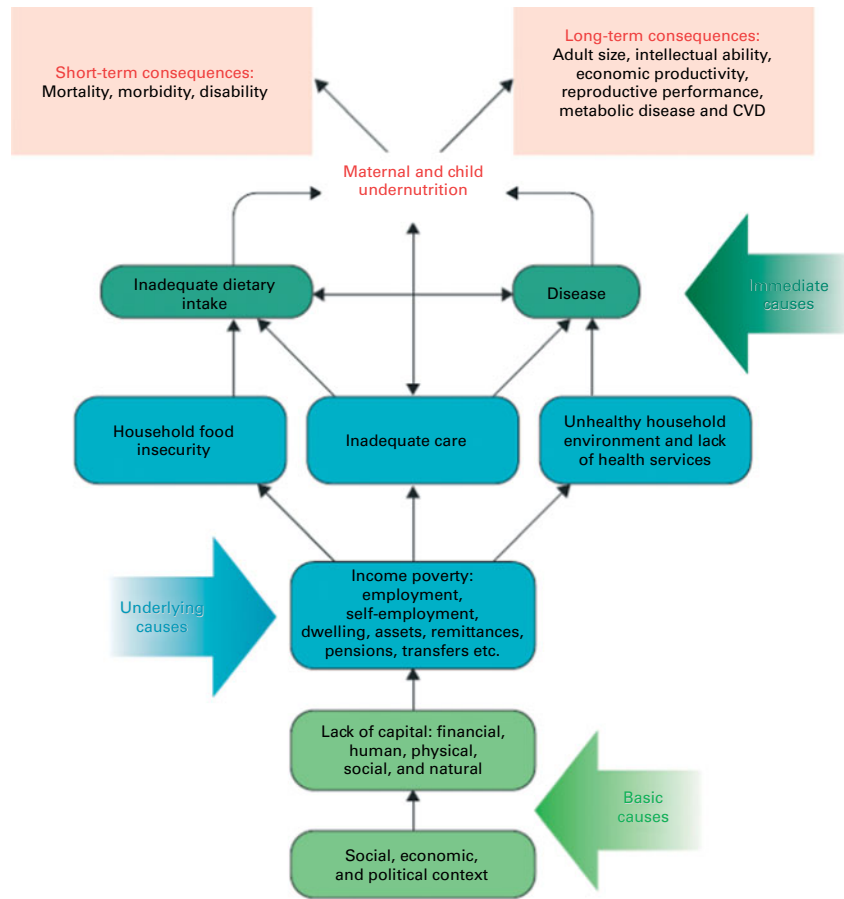 Short-term consequences:
Mortality, morbidity, disability
Long-term consequences:
Adult size, intellectual ability,
economic productivity,
reproductive performance,
metabolic disease and CVD
Maternal and child
undernutrition
Inadequate dietary
intake
Disease
Immediate
causes
Household food
insecurity
Inadequate care
Unhealthy household
environment and lack
of health services
Underlying
causes
Income poverty:
employment,
self-employment,
dwelling, assets, remittances,
pensions, transfers etc.
Lack of capital: financial,
human, physical,
social, and natural
Basic
causes
Social, economic,
and political context